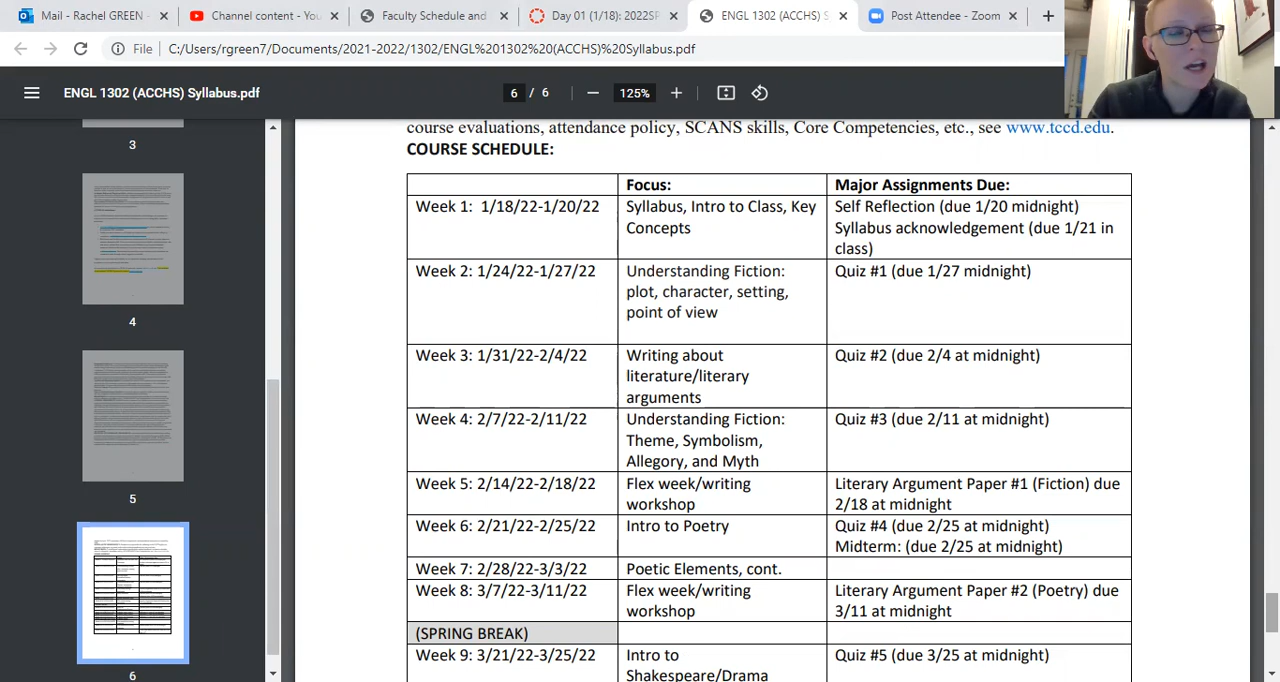 Mail - Rachel GREEN -
Channel content - You
Faculty Schedule and
Day 01 (1/18): 2022SP
ENGL 1302 (ACCHS) S
Post Attendee - Zoom
File
C:/Users/rgreen7/Documents/2021-2022/1302/ENGL%201302%20(ACCHS)%20Syllabus.pdf
ENGL 1302 (ACCHS) Syllabus.pdf
6 / 6
125%
3
4
5
6
course evaluations, attendance policy, SCANS skills, Core Competencies, etc., see www.tccd.edu.
COURSE SCHEDULE:
Focus:
Major Assignments Due:
Week 1: 1/18/22-1/20/22
Syllabus, Intro to Class, Key
Concepts
Self Reflection (due 1/20 midnight)
Syllabus acknowledgement (due 1/21 in
class)
Week 2: 1/24/22-1/27/22
Understanding Fiction:
plot, character, setting,
point of view
Quiz #1 (due 1/27 midnight)
Week 3: 1/31/22-2/4/22
Writing about
literature/literary
arguments
Quiz #2 (due 2/4 at midnight)
Week 4: 2/7/22-2/11/22
Understanding Fiction:
Theme, Symbolism,
Allegory, and Myth
Quiz #3 (due 2/11 at midnight)
Week 5: 2/14/22-2/18/22
Flex week/writing
workshop
Literary Argument Paper #1 (Fiction) due
2/18 at midnight
Week 6: 2/21/22-2/25/22
Intro to Poetry
Quiz #4 (due 2/25 at midnight)
Midterm: (due 2/25 at midnight)
Week 7: 2/28/22-3/3/22
Poetic Elements, cont.
Week 8: 3/7/22-3/11/22
Flex week/writing
workshop
Literary Argument Paper #2 (Poetry) due
3/11 at midnight
(SPRING BREAK)
Week 9: 3/21/22-3/25/22
Intro to
Shakespeare/Drama
Quiz #5 (due 3/25 at midnight)